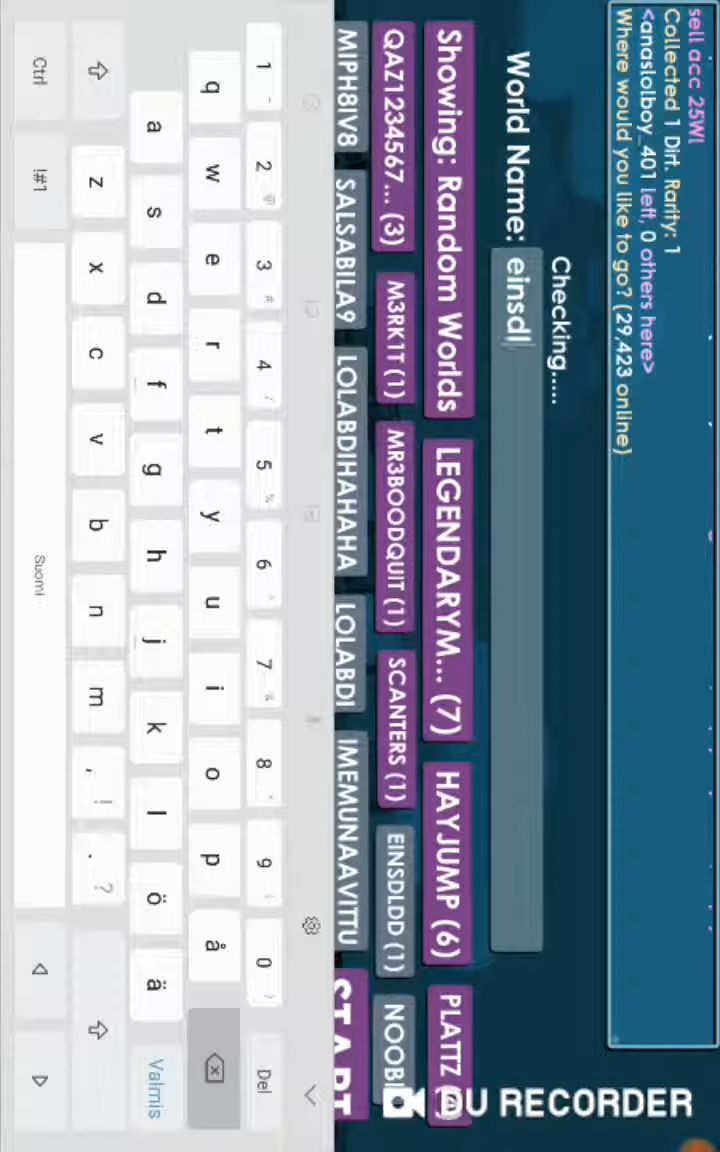 sell acc 25Wl
Collected 1 Dirt. Rarity: 1
<anaslolboy_401 left, 0 others here>
Where would you like to go? (29,423 online)
Checking.....
World Name: einsdl
Showing: Random Worlds LEGENDARYM... (7) HAYJUMP (6) PLATTZ
QAZ1234567... (3) M3RK1T (1) MR3BOODQUIT (1) SCANTERS (1) EINSDLDD (1) NOOB
MIPH8IV8 SALSABILA9 LOLABDIHAHAHA LOLABDI IMEMUNAAVITTU START
DU RECORDER
1 2 3 4 5 6 7 8 9 0 Del
q w e r t y u i o p å
a s d f g h j k l ö ä Valmis
z x c v b n m , ! . ?
Ctrl !#1 Suomi